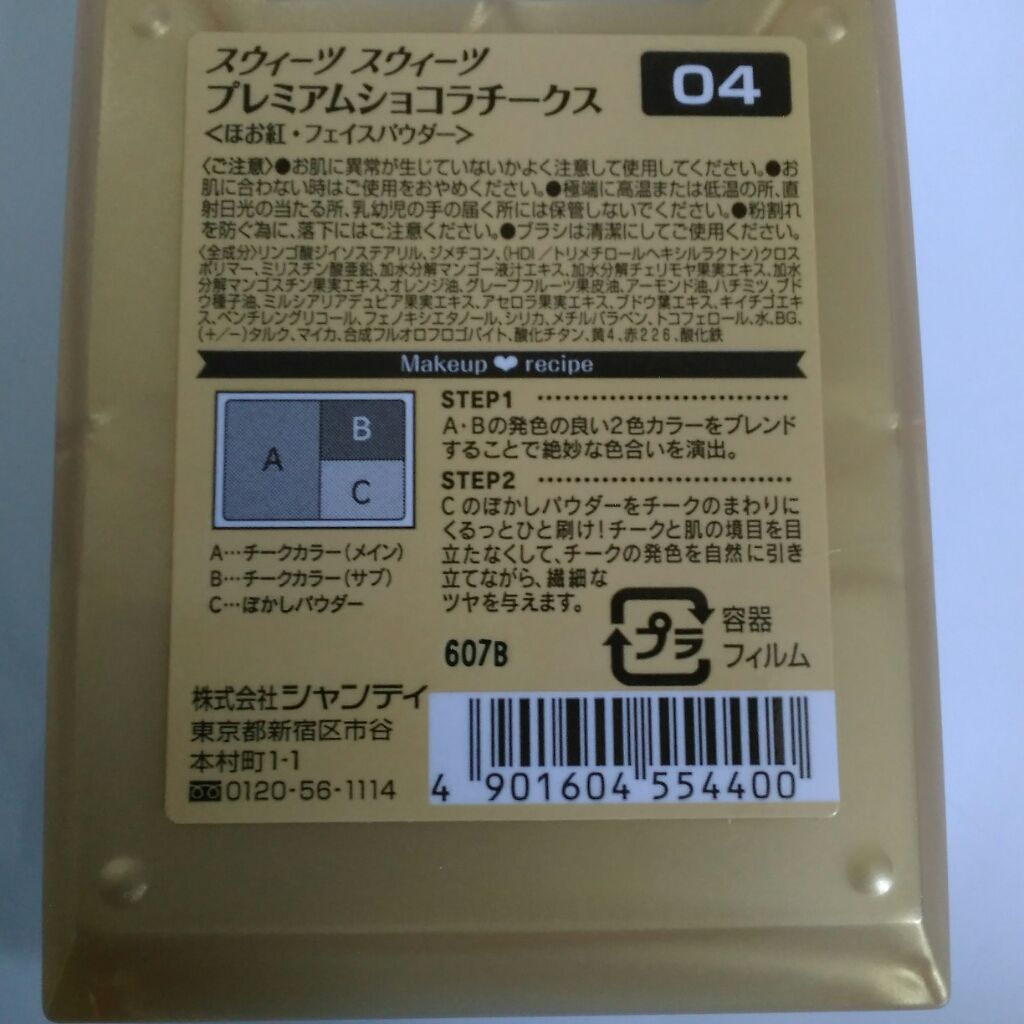 スウィーツ スウィーツ
プレミアムショコラチークス
<ほお紅・フェイスパウダー>
04
〈ご注意〉●お肌に異常が生じていないかよく注意して使用してください。●お
肌に合わない時はご使用をおやめください。●極端に高温または低温の所、直
射日光の当たる所、乳幼児の手の届く所には保管しないでください。●粉割れ
を防ぐ為に、落下にはご注意ください。●ブラシは清潔にしてご使用ください。
〈全成分〉リンゴ酸ジイソステアリル、ジメチコン、(HDI／トリメチロールヘキシルラクトン)クロス
ポリマー、ミリスチン酸亜鉛、加水分解マンゴー液汁エキス、加水分解チェリモヤ果実エキス、加水
分解マンゴスチン果実エキス、オレンジ油、グレープフルーツ果皮油、アーモンド油、ハチミツ、ブド
ウ種子油、ミルシアリアデュビア果実エキス、アセロラ果実エキス、ブドウ葉エキス、キイチゴエキ
ス、ペンチレングリコール、フェノキシエタノール、シリカ、メチルパラベン、トコフェロール、水、BG、
(+/−)タルク、マイカ、合成フルオロフロゴパイト、酸化チタン、黄4、赤226、酸化鉄
Makeup ♥ recipe
A
B
C
A…チークカラー(メイン)
B…チークカラー(サブ)
C…ぼかしパウダー
STEP1
A・Bの発色の良い2色カラーをブレンド
することで絶妙な色合いを演出。
STEP2
Cのぼかしパウダーをチークのまわりに
くるっとひと刷け!チークと肌の境目を目
立たなくして、チークの発色を自然に引き
立てながら、繊細な
ツヤを与えます。
607B
プラ
容器
フィルム
株式会社シャンティ
東京都新宿区市谷
本村町1-1
0120-56-1114
4 901604 554400